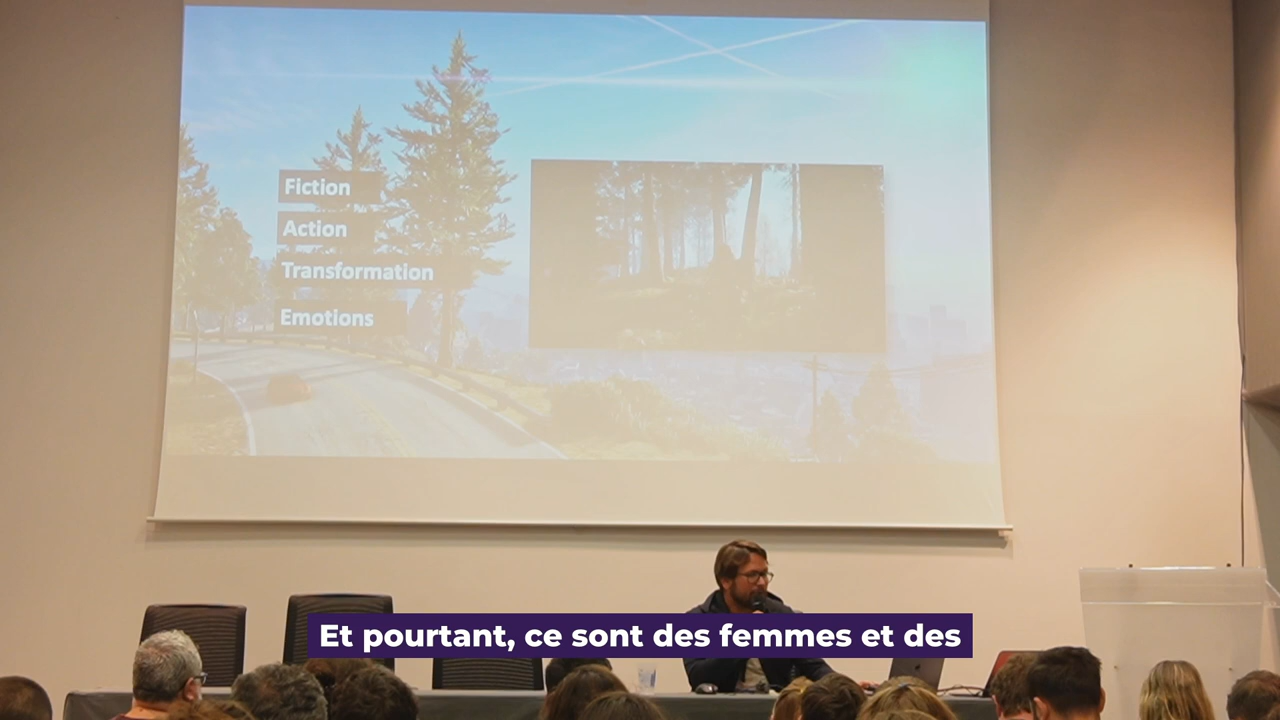 Fiction
Action
Transformation
Emotions
Et pourtant, ce sont des femmes et des